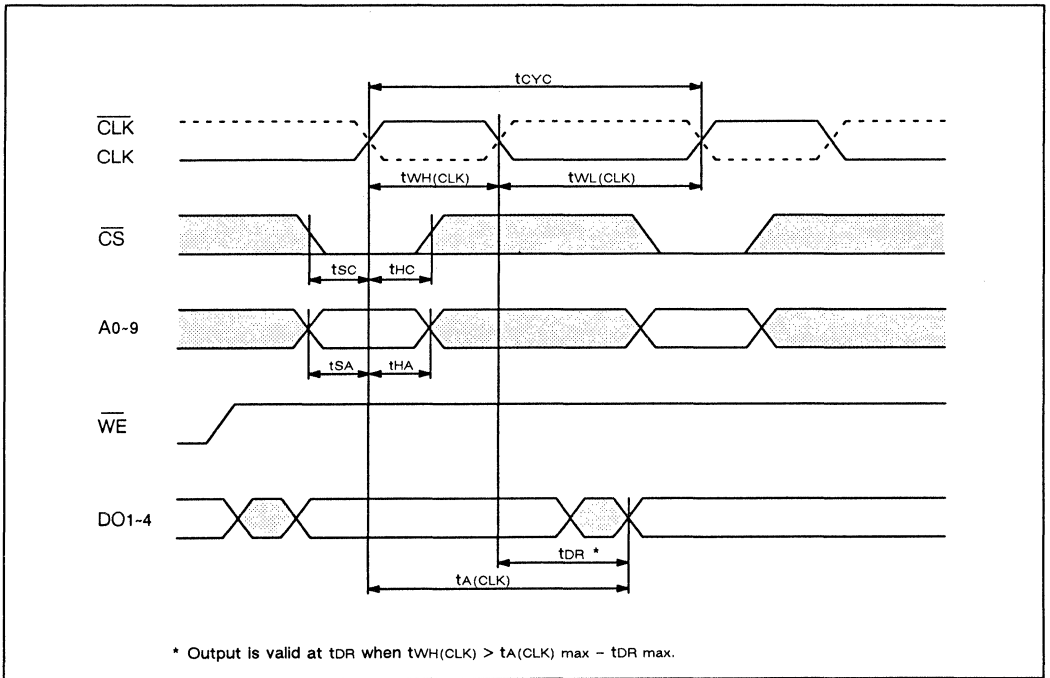 tCYC
CLK
CLK
tWH(CLK) tWL(CLK)
CS
tSC tHC
A0~9
tSA tHA
WE
DO1~4
tDR *
tA(CLK)
* Output is valid at tDR when tWH(CLK) > tA(CLK) max – tDR max.